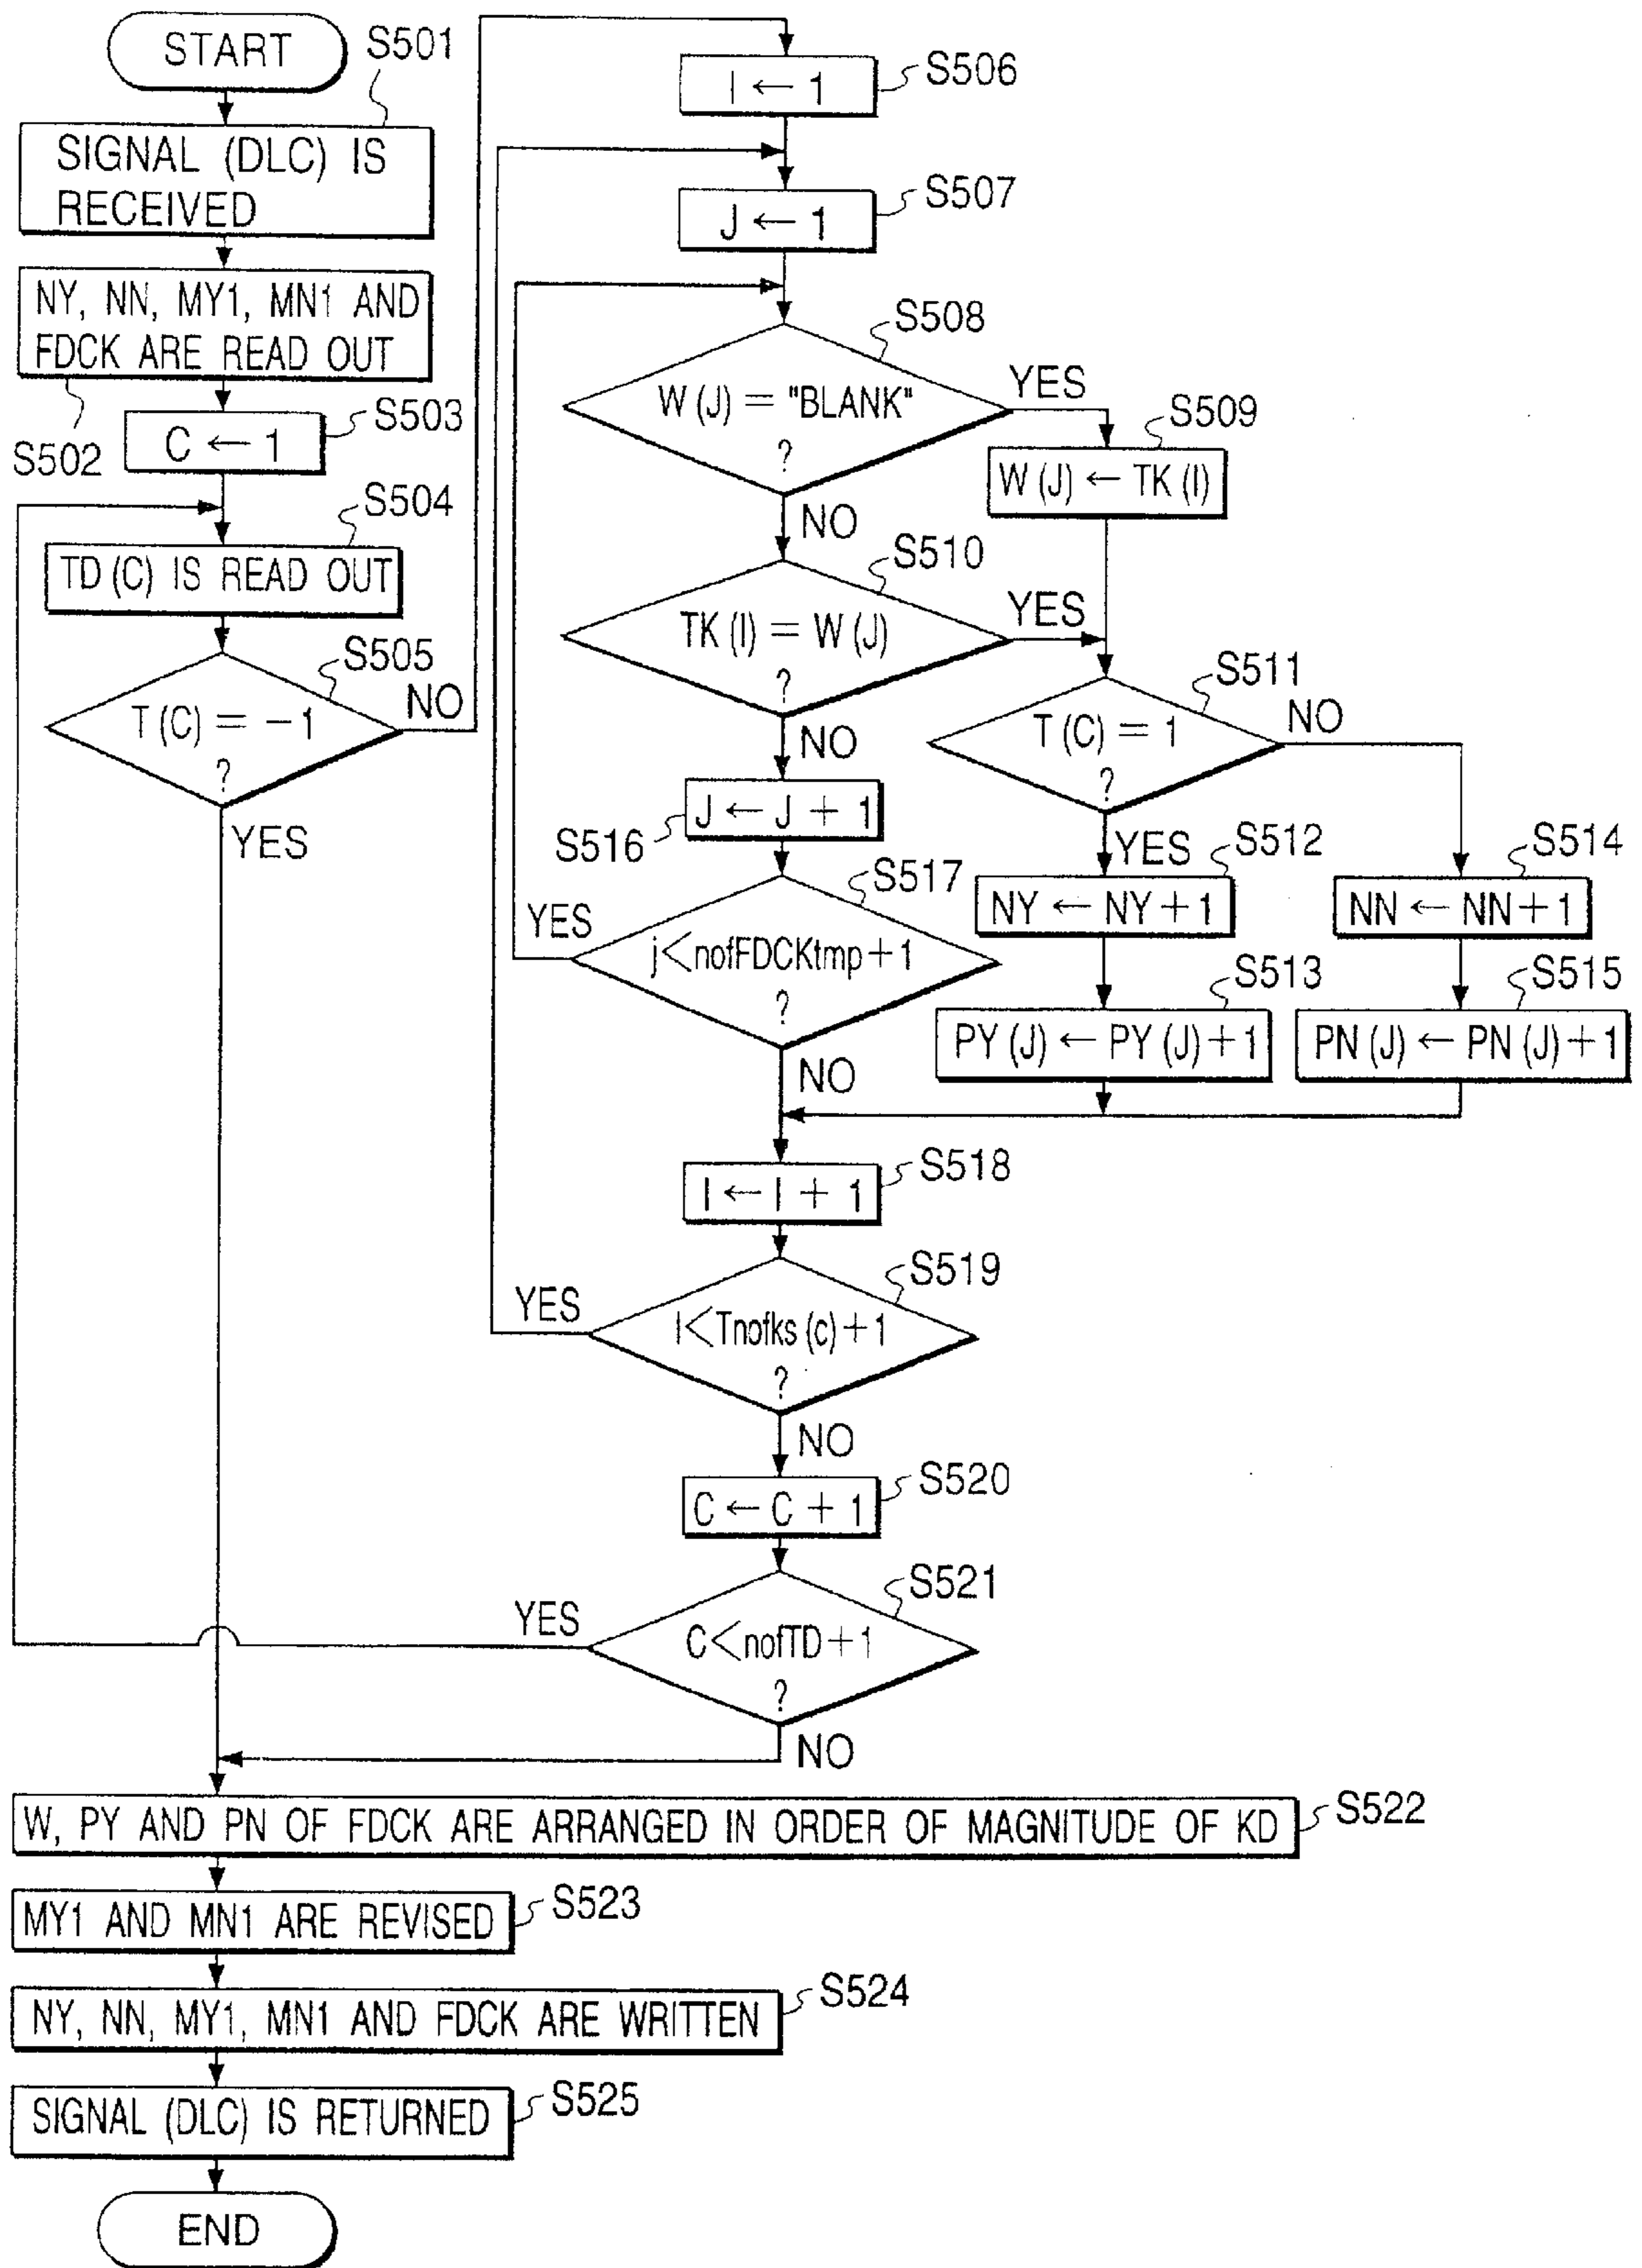 START
S501
SIGNAL (DLC) IS
RECEIVED
NY, NN, MY1, MN1 AND
FDCK ARE READ OUT
S502
S503
C ← 1
S504
TD (C) IS READ OUT
S505
T (C) = −1
?
NO
YES
S506
I ← 1
S507
J ← 1
S508
W (J) = "BLANK"
?
YES
NO
S509
W (J) ← TK (I)
S510
TK (I) = W (J)
?
YES
NO
S511
T (C) = 1
?
NO
YES
J ← J + 1
S516
S512
NY ← NY + 1
S514
NN ← NN + 1
S517
YES
j < nofFDCKtmp + 1
?
NO
S513
PY (J) ← PY (J) + 1
S515
PN (J) ← PN (J) + 1
S518
I ← I + 1
S519
YES
I < Tnofks (c) + 1
?
NO
S520
C ← C + 1
S521
YES
C < nofTD + 1
?
NO
W, PY AND PN OF FDCK ARE ARRANGED IN ORDER OF MAGNITUDE OF KD
S522
MY1 AND MN1 ARE REVISED
S523
NY, NN, MY1, MN1 AND FDCK ARE WRITTEN
S524
SIGNAL (DLC) IS RETURNED
S525
END